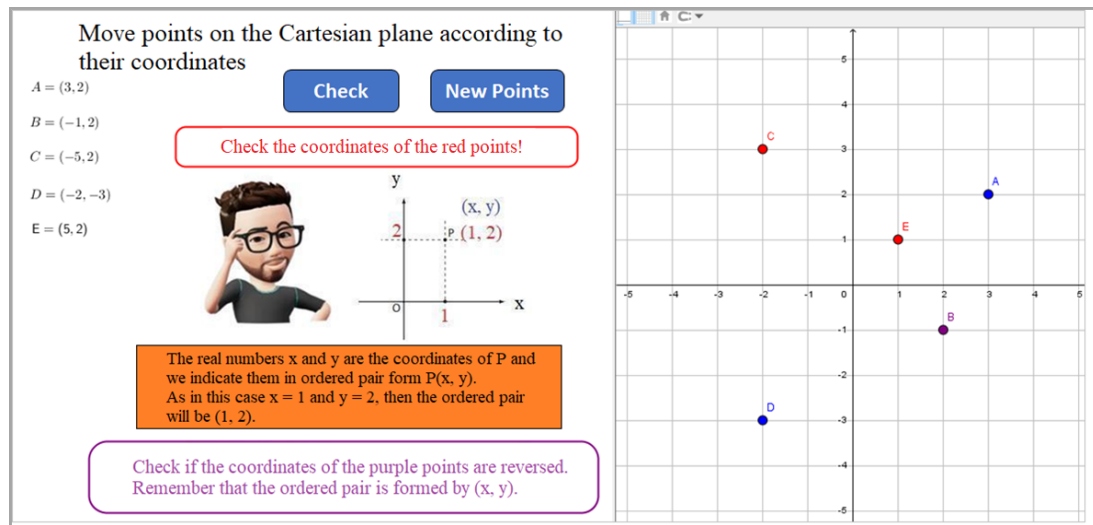 Move points on the Cartesian plane according to
their coordinates
A = (3, 2)
B = (−1, 2)
C = (−5, 2)
D = (−2, −3)
E = (5, 2)
Check
New Points
Check the coordinates of the red points!
y
(x, y)
2
P (1, 2)
O
1
x
The real numbers x and y are the coordinates of P and
we indicate them in ordered pair form P(x, y).
As in this case x = 1 and y = 2, then the ordered pair
will be (1, 2).
Check if the coordinates of the purple points are reversed.
Remember that the ordered pair is formed by (x, y).
5
4
C
3
A
2
E
1
-5 -4 -3 -2 -1 0 1 2 3 4 5
B
-1
-2
D
-3
-4
-5